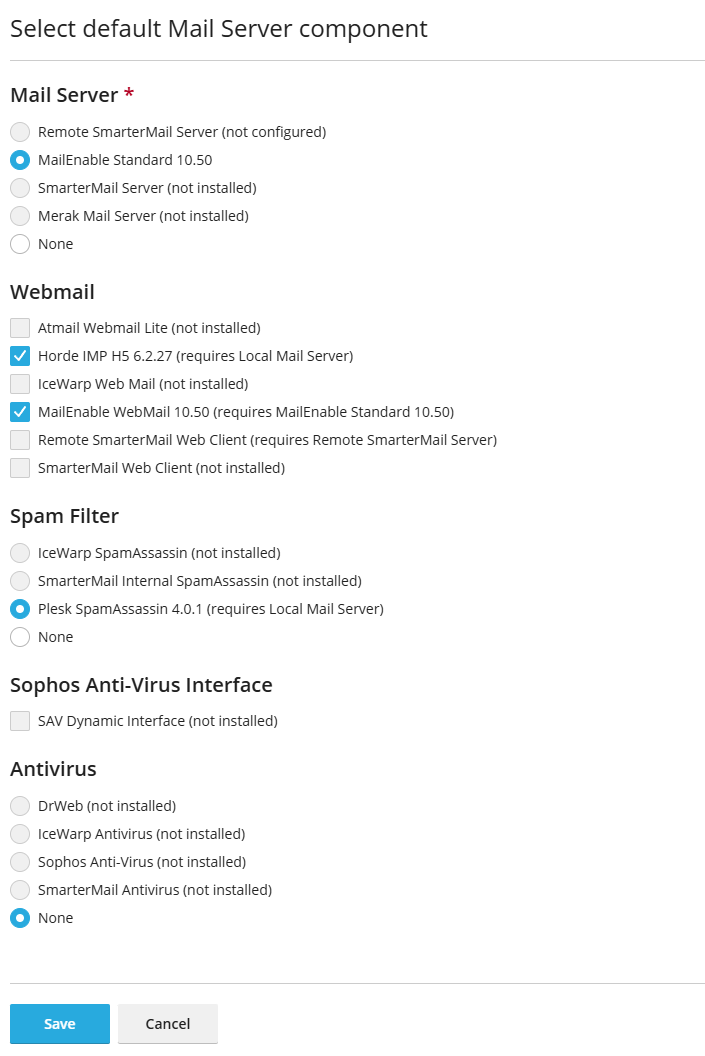 Select default Mail Server component
Mail Server *
Remote SmarterMail Server (not configured)
MailEnable Standard 10.50
SmarterMail Server (not installed)
Merak Mail Server (not installed)
None
Webmail
Atmail Webmail Lite (not installed)
Horde IMP H5 6.2.27 (requires Local Mail Server)
IceWarp Web Mail (not installed)
MailEnable WebMail 10.50 (requires MailEnable Standard 10.50)
Remote SmarterMail Web Client (requires Remote SmarterMail Server)
SmarterMail Web Client (not installed)
Spam Filter
IceWarp SpamAssassin (not installed)
SmarterMail Internal SpamAssassin (not installed)
Plesk SpamAssassin 4.0.1 (requires Local Mail Server)
None
Sophos Anti-Virus Interface
SAV Dynamic Interface (not installed)
Antivirus
DrWeb (not installed)
IceWarp Antivirus (not installed)
Sophos Anti-Virus (not installed)
SmarterMail Antivirus (not installed)
None
Save Cancel